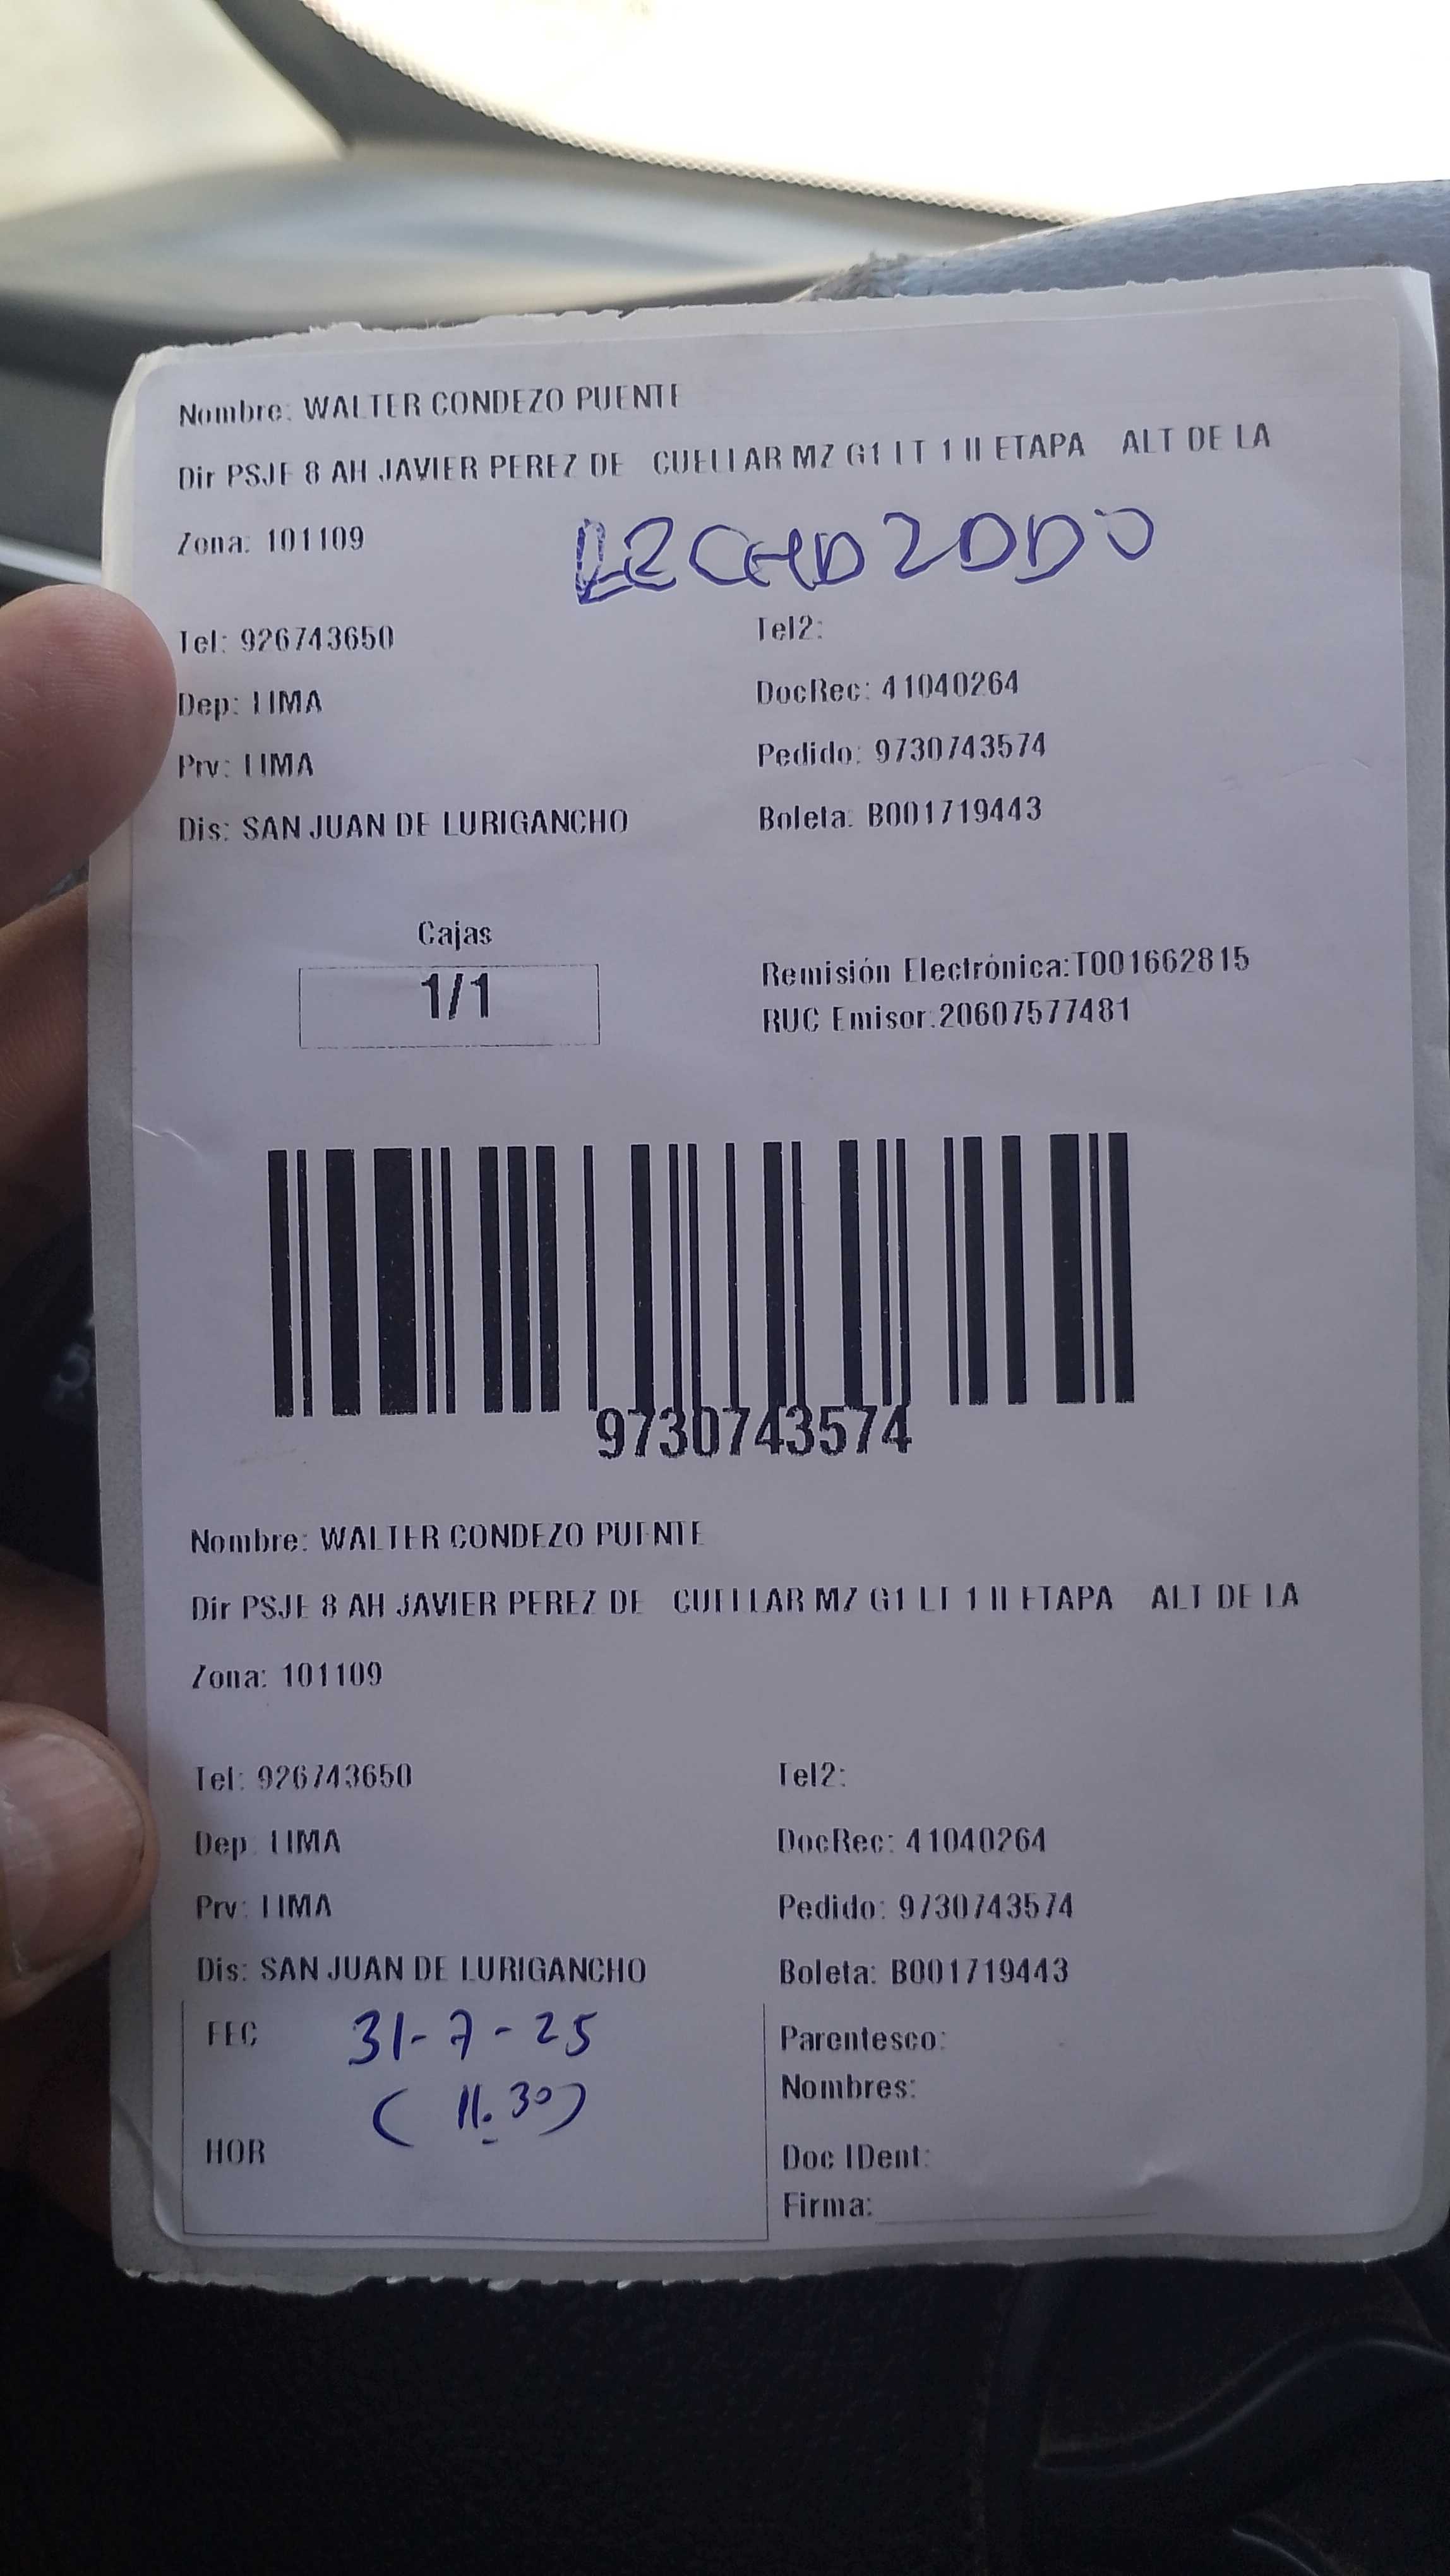 Nombre: WALTER CONDEZO PUENTE
Dir PSJE 8 AH JAVIER PEREZ DE CUELLAR MZ G1 LT 1 II ETAPA ALT DE LA
Zona: 101109
RECHAZADO
Tel: 926743650 Tel2:
Dep: LIMA DocRec: 41040264
Prv: LIMA Pedido: 9730743574
Dis: SAN JUAN DE LURIGANCHO Boleta: B001719443
Cajas
1/1
Remisión Electrónica:T001662815
RUC Emisor:20607577481
9730743574
Nombre: WALTER CONDEZO PUENTE
Dir PSJE 8 AH JAVIER PEREZ DE CUELLAR MZ G1 LT 1 II ETAPA ALT DE LA
Zona: 101109
Tel: 926743650 Tel2:
Dep: LIMA DocRec: 41040264
Prv: LIMA Pedido: 9730743574
Dis: SAN JUAN DE LURIGANCHO Boleta: B001719443
FEC 31-7-25
(11.30)
HOR
Parentesco:
Nombres:
Doc IDent:
Firma: